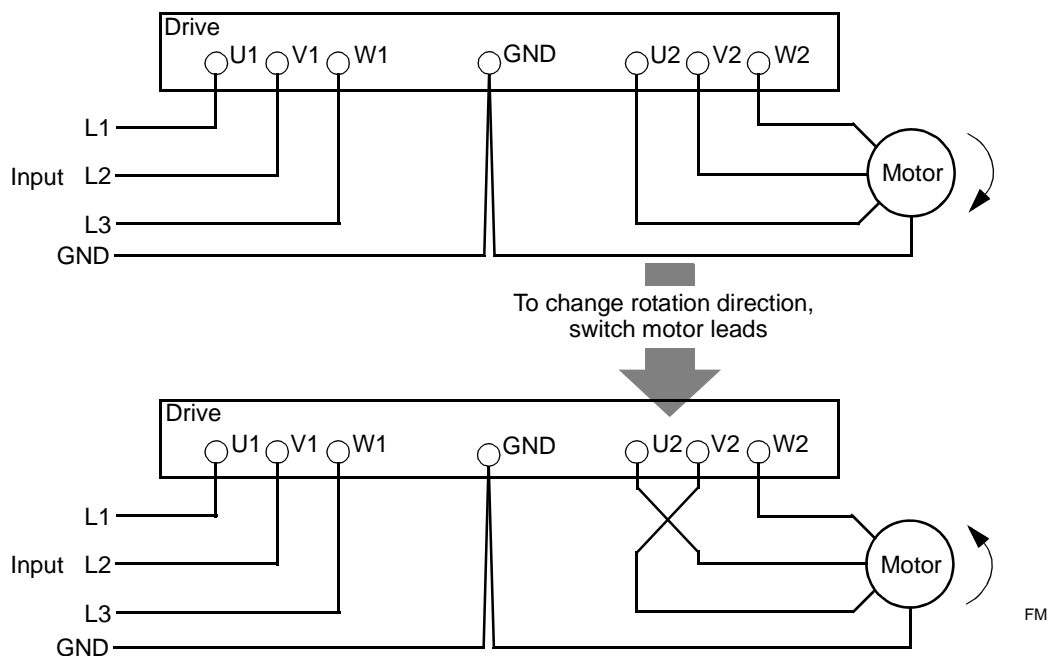 Drive
U1 V1 W1 GND U2 V2 W2
L1
Input L2 Motor
L3
GND
To change rotation direction,
switch motor leads
Drive
U1 V1 W1 GND U2 V2 W2
L1
Input L2 Motor
L3
FM
GND